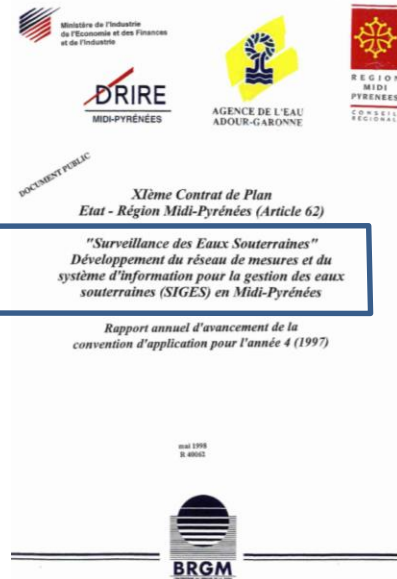 Ministère de l'Industrie
de l'Economie et des Finances
et de l'Industrie
DRIRE
MIDI-PYRÉNÉES
AGENCE DE L'EAU
ADOUR-GARONNE
REGION
MIDI
PYRENEES
CONSEIL
REGIONAL
DOCUMENT PUBLIC
XIème Contrat de Plan
Etat - Région Midi-Pyrénées (Article 62)
"Surveillance des Eaux Souterraines"
Développement du réseau de mesures et du
système d'information pour la gestion des eaux
souterraines (SIGES) en Midi-Pyrénées
Rapport annuel d'avancement de la
convention d'application pour l'année 4 (1997)
mai 1998
R 40062
BRGM